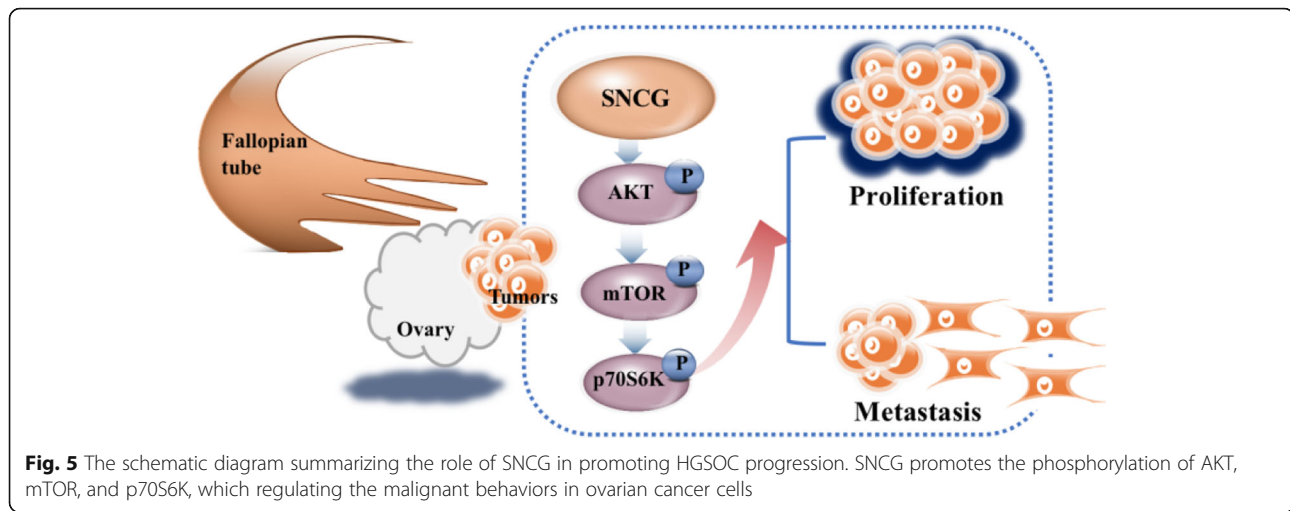 Fallopian
tube
Ovary
Tumors
SNCG
AKT
P
mTOR
P
p70S6K
P
Proliferation
Metastasis
Fig. 5 The schematic diagram summarizing the role of SNCG in promoting HGSOC progression. SNCG promotes the phosphorylation of AKT,
mTOR, and p70S6K, which regulating the malignant behaviors in ovarian cancer cells